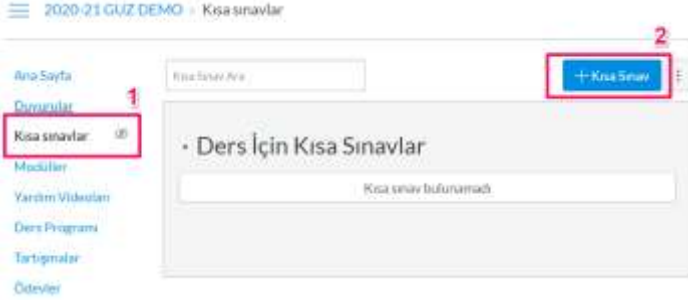 2020-21 GUZ DEMO > Kısa sınavlar
2
Ana Sayfa
Kısa Sınav Ara
+ Kısa Sınav
1
Duyurular
Kısa sınavlar
Ders İçin Kısa Sınavlar
Modüller
Kısa sınav bulunamadı
Yardım Videoları
Ders Programı
Tartışmalar
Ödevler